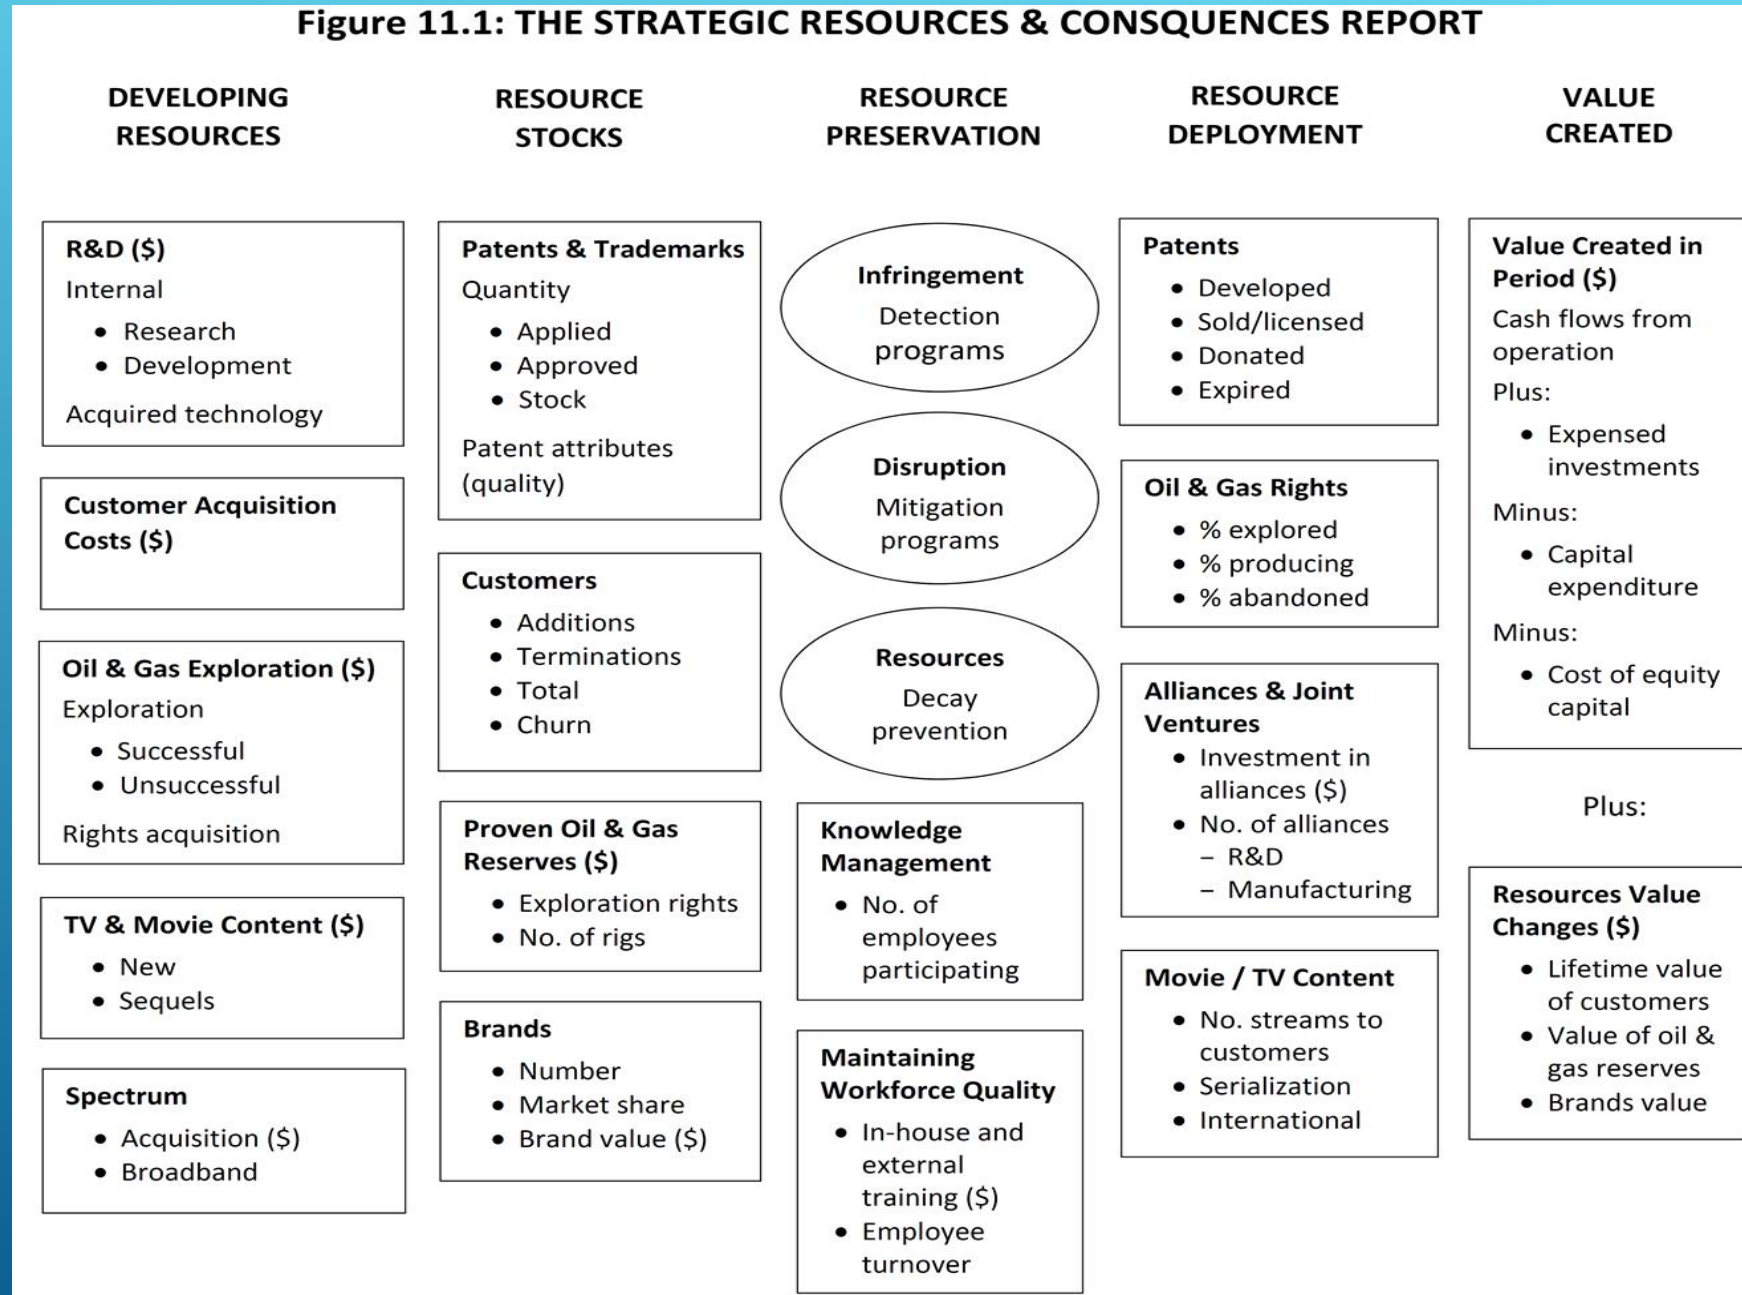 Figure 11.1: THE STRATEGIC RESOURCES & CONSQUENCES REPORT
DEVELOPING
RESOURCES
R&D ($)
Internal
• Research
• Development
Acquired technology
Customer Acquisition
Costs ($)
Oil & Gas Exploration ($)
Exploration
• Successful
• Unsuccessful
Rights acquisition
TV & Movie Content ($)
• New
• Sequels
Spectrum
• Acquisition ($)
• Broadband
RESOURCE
STOCKS
Patents & Trademarks
Quantity
• Applied
• Approved
• Stock
Patent attributes
(quality)
Customers
• Additions
• Terminations
• Total
• Churn
Proven Oil & Gas
Reserves ($)
• Exploration rights
• No. of rigs
Brands
• Number
• Market share
• Brand value ($)
RESOURCE
PRESERVATION
Infringement
Detection
programs
Disruption
Mitigation
programs
Resources
Decay
prevention
Knowledge
Management
• No. of
employees
participating
Maintaining
Workforce Quality
• In-house and
external
training ($)
• Employee
turnover
RESOURCE
DEPLOYMENT
Patents
• Developed
• Sold/licensed
• Donated
• Expired
Oil & Gas Rights
• % explored
• % producing
• % abandoned
Alliances & Joint
Ventures
• Investment in
alliances ($)
• No. of alliances
– R&D
– Manufacturing
Movie / TV Content
• No. streams to
customers
• Serialization
• International
VALUE
CREATED
Value Created in
Period ($)
Cash flows from
operation
Plus:
• Expensed
investments
Minus:
• Capital
expenditure
Minus:
• Cost of equity
capital
Plus:
Resources Value
Changes ($)
• Lifetime value
of customers
• Value of oil &
gas reserves
• Brands value